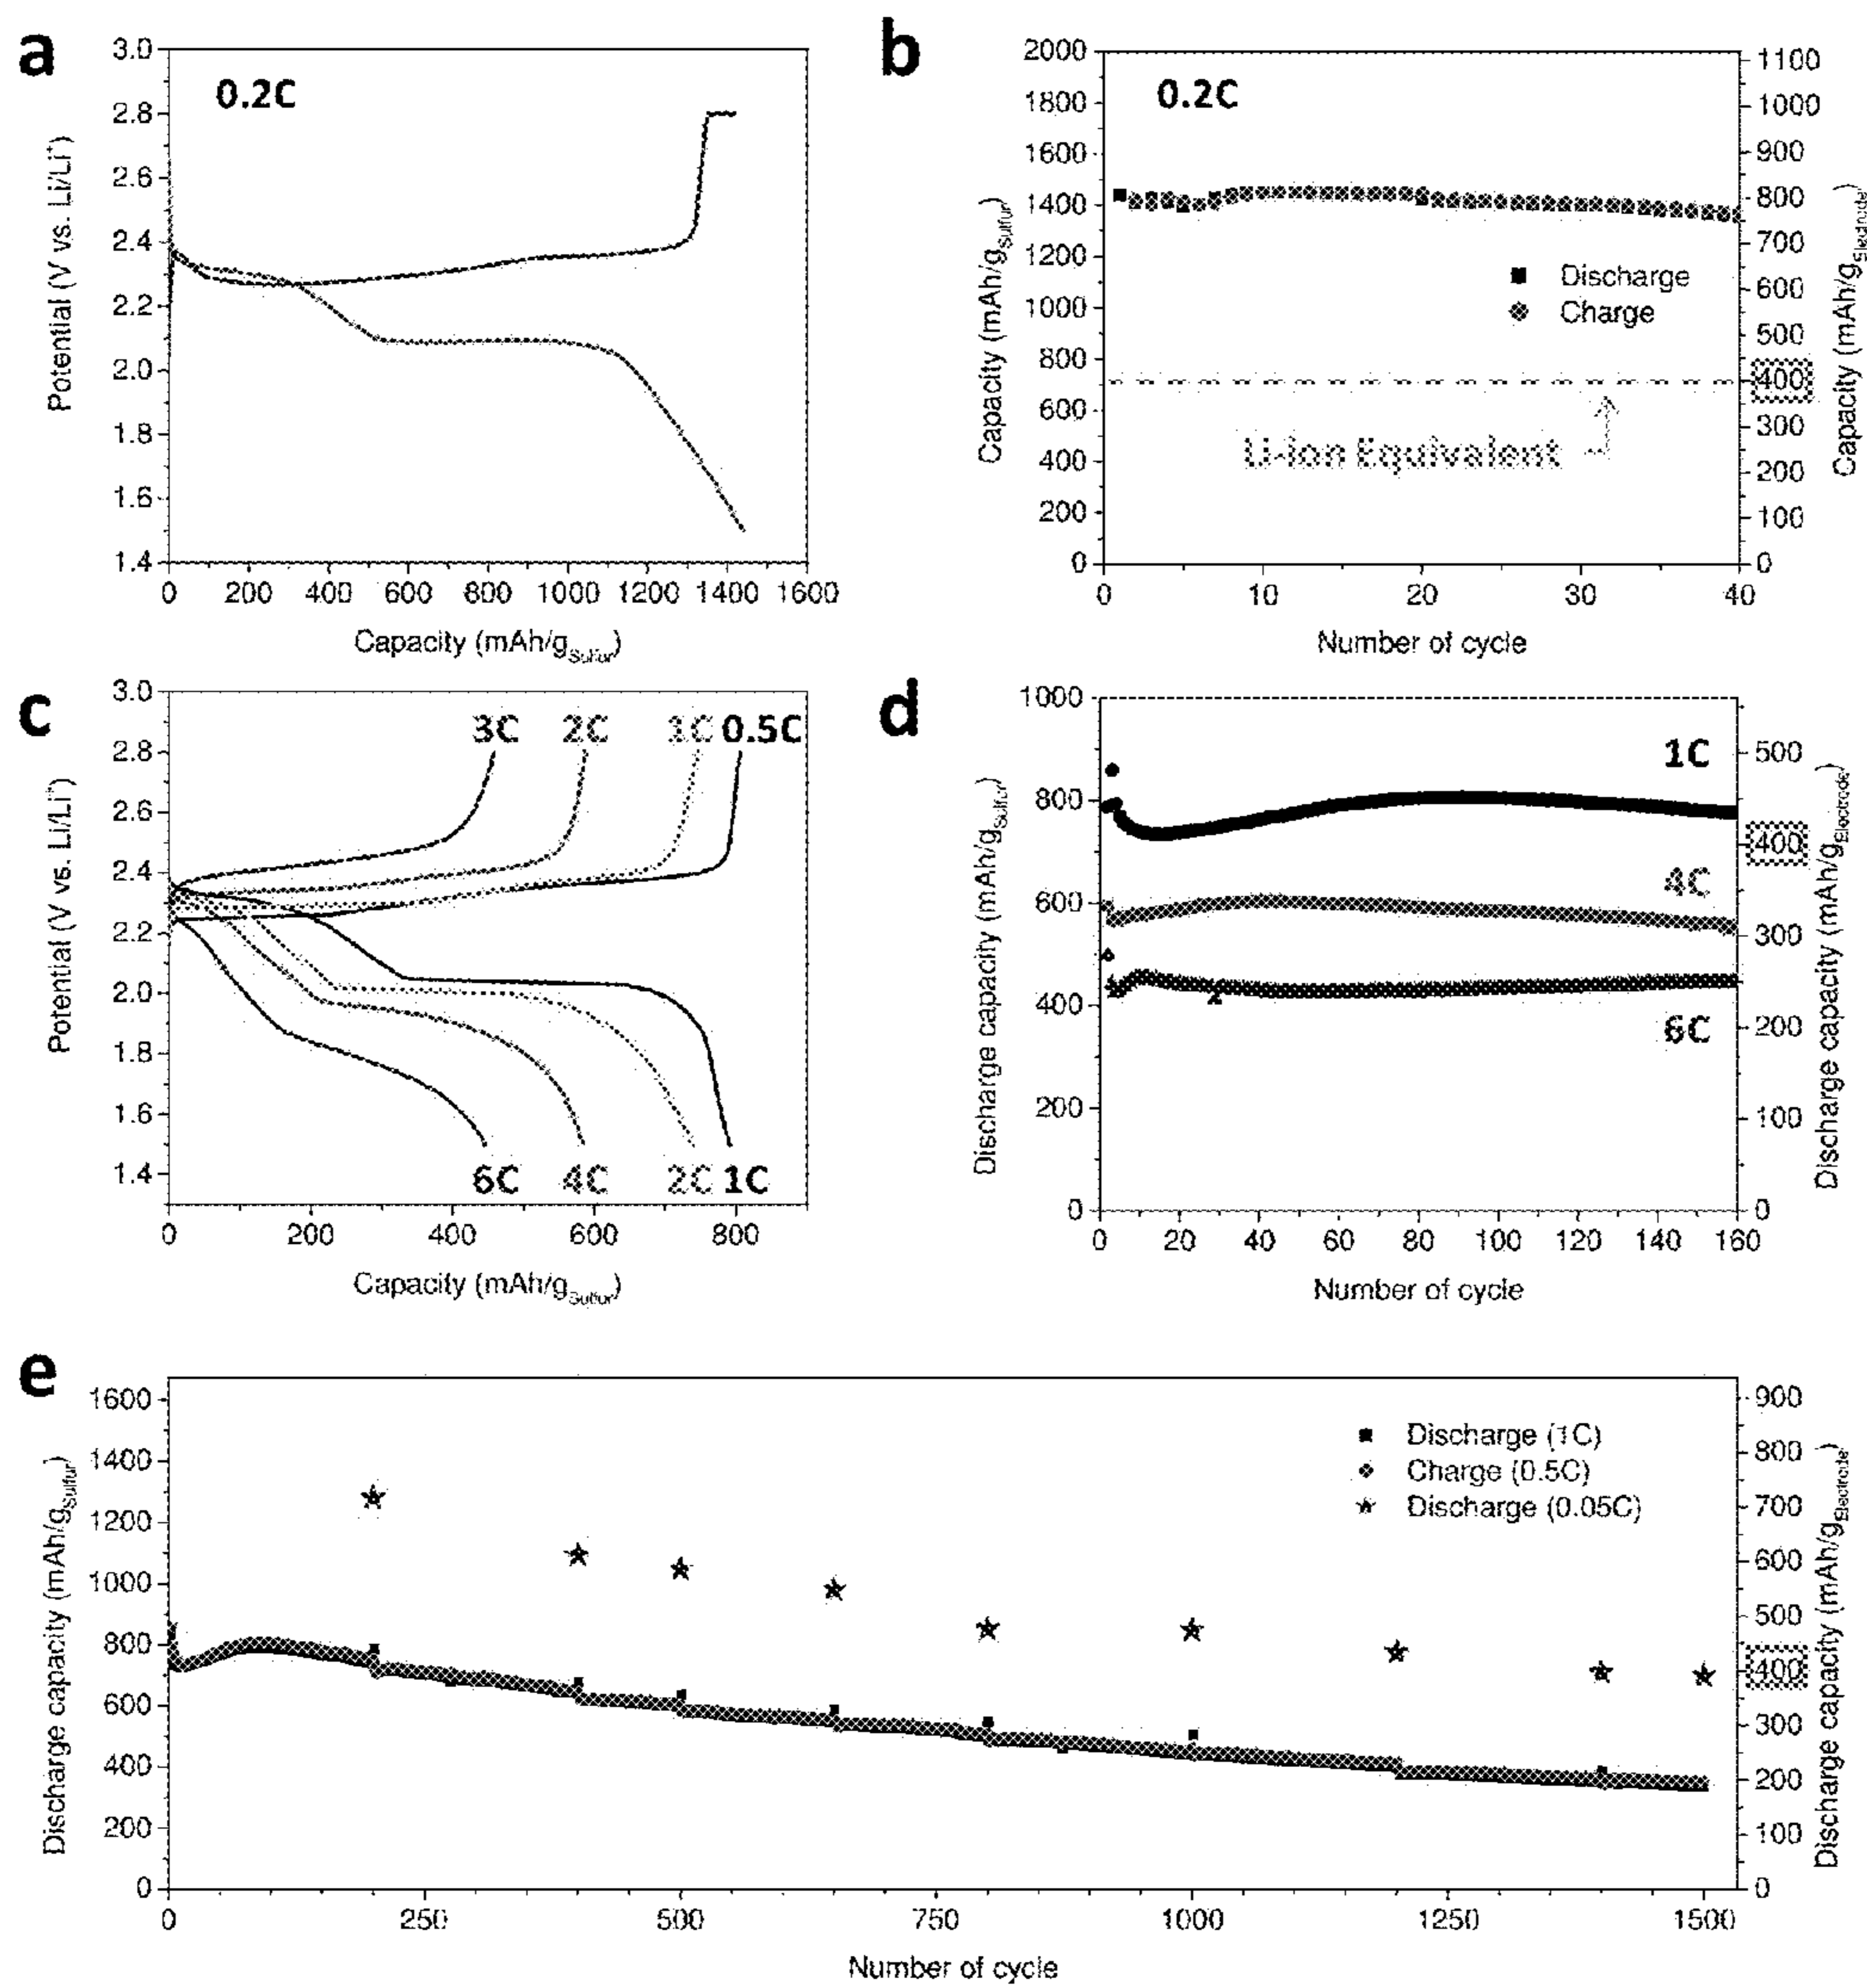 a
0.2C
3.0
2.8
2.6
2.4
2.2
2.0
1.8
1.6
1.4
0 200 400 600 800 1000 1200 1400 1600
Potential (V vs. Li/Li⁺)
Capacity (mAh/gSulfur)
b
0.2C
2000
1800
1600
1400
1200
1000
800
600
400
200
0
1100
1000
900
800
700
600
500
400
300
200
100
0
Discharge
Charge
Li-ion Equivalent
0 10 20 30 40
Capacity (mAh/gSulfur)
Capacity (mAh/gElectrode)
Number of cycle
c
3C 2C 1C 0.5C
3.0
2.8
2.6
2.4
2.2
2.0
1.8
1.6
1.4
6C 4C 2C 1C
0 200 400 600 800
Potential (V vs. Li/Li⁺)
Capacity (mAh/gSulfur)
d
1C
4C
6C
1000
800
600
400
200
0
500
400
300
200
100
0
0 20 40 60 80 100 120 140 160
Discharge capacity (mAh/gSulfur)
Discharge capacity (mAh/gElectrode)
Number of cycle
e
1600
1400
1200
1000
800
600
400
200
0
900
800
700
600
500
400
300
200
100
0
Discharge (1C)
Charge (0.5C)
Discharge (0.05C)
0 250 500 750 1000 1250 1500
Discharge capacity (mAh/gSulfur)
Discharge capacity (mAh/gElectrode)
Number of cycle